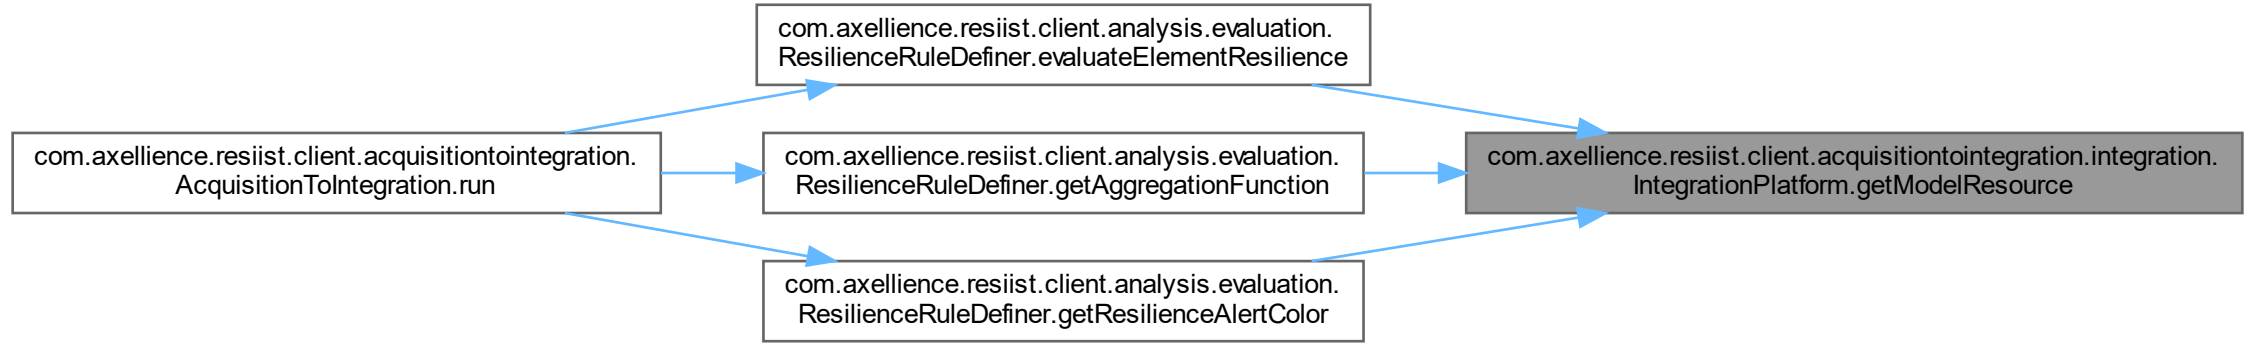 com.axellience.resiist.client.analysis.evaluation.
ResilienceRuleDefiner.evaluateElementResilience
com.axellience.resiist.client.acquisitiontointegration.
AcquisitionToIntegration.run
com.axellience.resiist.client.analysis.evaluation.
ResilienceRuleDefiner.getAggregationFunction
com.axellience.resiist.client.acquisitiontointegration.integration.
IntegrationPlatform.getModelResource
com.axellience.resiist.client.analysis.evaluation.
ResilienceRuleDefiner.getResilienceAlertColor